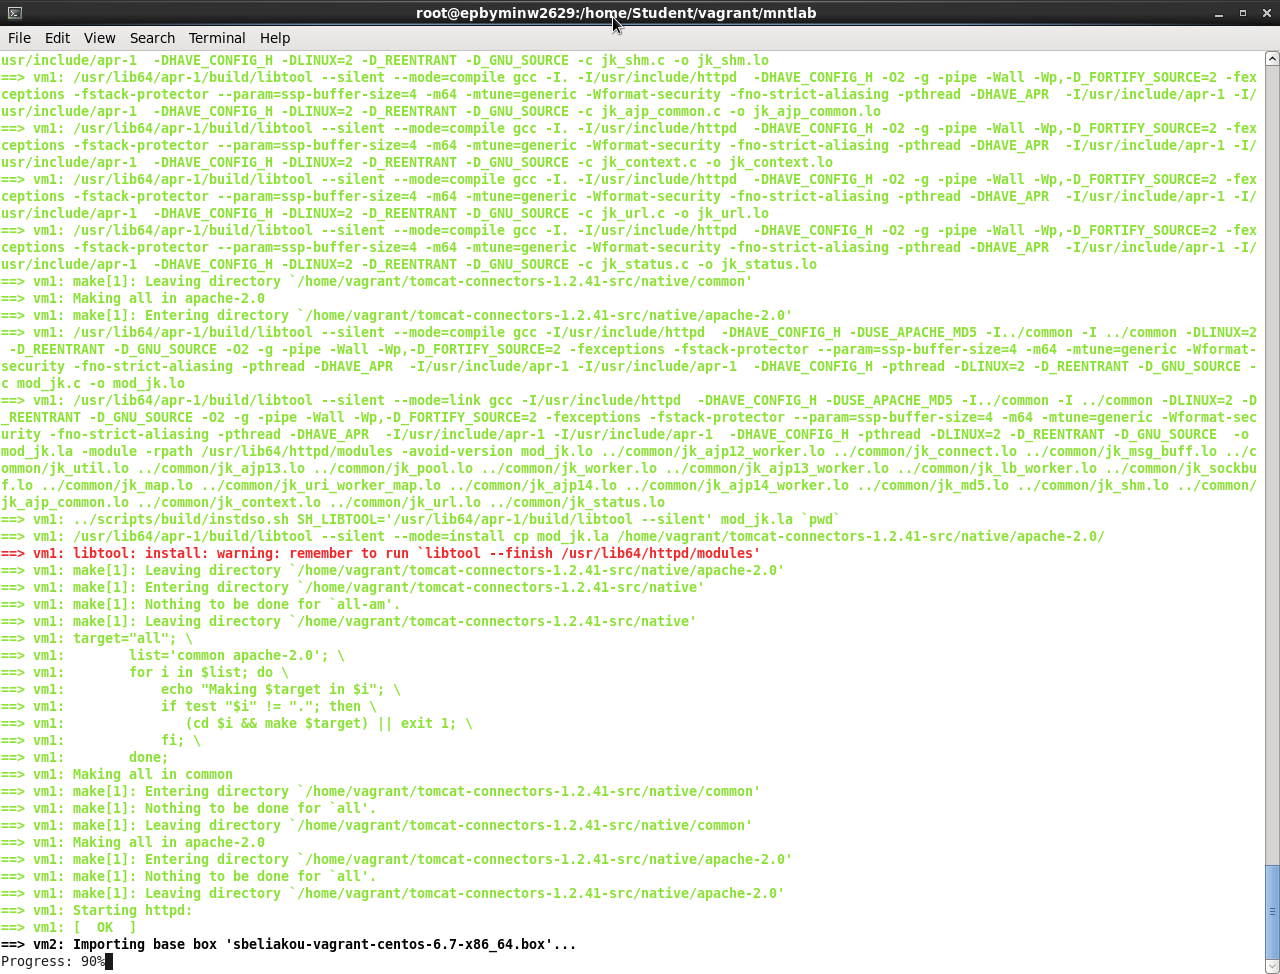 root@epbyminw2629:/home/Student/vagrant/mntlab
File Edit View Search Terminal Help
usr/include/apr-1  -DHAVE_CONFIG_H -DLINUX=2 -D_REENTRANT -D_GNU_SOURCE -c jk_shm.c -o jk_shm.lo
==> vm1: /usr/lib64/apr-1/build/libtool --silent --mode=compile gcc -I. -I/usr/include/httpd  -DHAVE_CONFIG_H -O2 -g -pipe -Wall -Wp,-D_FORTIFY_SOURCE=2 -fex
ceptions -fstack-protector --param=ssp-buffer-size=4 -m64 -mtune=generic -Wformat-security -fno-strict-aliasing -pthread -DHAVE_APR  -I/usr/include/apr-1 -I/
usr/include/apr-1  -DHAVE_CONFIG_H -DLINUX=2 -D_REENTRANT -D_GNU_SOURCE -c jk_ajp_common.c -o jk_ajp_common.lo
==> vm1: /usr/lib64/apr-1/build/libtool --silent --mode=compile gcc -I. -I/usr/include/httpd  -DHAVE_CONFIG_H -O2 -g -pipe -Wall -Wp,-D_FORTIFY_SOURCE=2 -fex
ceptions -fstack-protector --param=ssp-buffer-size=4 -m64 -mtune=generic -Wformat-security -fno-strict-aliasing -pthread -DHAVE_APR  -I/usr/include/apr-1 -I/
usr/include/apr-1  -DHAVE_CONFIG_H -DLINUX=2 -D_REENTRANT -D_GNU_SOURCE -c jk_context.c -o jk_context.lo
==> vm1: /usr/lib64/apr-1/build/libtool --silent --mode=compile gcc -I. -I/usr/include/httpd  -DHAVE_CONFIG_H -O2 -g -pipe -Wall -Wp,-D_FORTIFY_SOURCE=2 -fex
ceptions -fstack-protector --param=ssp-buffer-size=4 -m64 -mtune=generic -Wformat-security -fno-strict-aliasing -pthread -DHAVE_APR  -I/usr/include/apr-1 -I/
usr/include/apr-1  -DHAVE_CONFIG_H -DLINUX=2 -D_REENTRANT -D_GNU_SOURCE -c jk_url.c -o jk_url.lo
==> vm1: /usr/lib64/apr-1/build/libtool --silent --mode=compile gcc -I. -I/usr/include/httpd  -DHAVE_CONFIG_H -O2 -g -pipe -Wall -Wp,-D_FORTIFY_SOURCE=2 -fex
ceptions -fstack-protector --param=ssp-buffer-size=4 -m64 -mtune=generic -Wformat-security -fno-strict-aliasing -pthread -DHAVE_APR  -I/usr/include/apr-1 -I/
usr/include/apr-1  -DHAVE_CONFIG_H -DLINUX=2 -D_REENTRANT -D_GNU_SOURCE -c jk_status.c -o jk_status.lo
==> vm1: make[1]: Leaving directory `/home/vagrant/tomcat-connectors-1.2.41-src/native/common'
==> vm1: Making all in apache-2.0
==> vm1: make[1]: Entering directory `/home/vagrant/tomcat-connectors-1.2.41-src/native/apache-2.0'
==> vm1: /usr/lib64/apr-1/build/libtool --silent --mode=compile gcc -I/usr/include/httpd  -DHAVE_CONFIG_H -DUSE_APACHE_MD5 -I../common -I ../common -DLINUX=2
 -D_REENTRANT -D_GNU_SOURCE -O2 -g -pipe -Wall -Wp,-D_FORTIFY_SOURCE=2 -fexceptions -fstack-protector --param=ssp-buffer-size=4 -m64 -mtune=generic -Wformat-
security -fno-strict-aliasing -pthread -DHAVE_APR  -I/usr/include/apr-1 -I/usr/include/apr-1  -DHAVE_CONFIG_H -pthread -DLINUX=2 -D_REENTRANT -D_GNU_SOURCE -
c mod_jk.c -o mod_jk.lo
==> vm1: /usr/lib64/apr-1/build/libtool --silent --mode=link gcc -I/usr/include/httpd  -DHAVE_CONFIG_H -DUSE_APACHE_MD5 -I../common -I ../common -DLINUX=2 -D
_REENTRANT -D_GNU_SOURCE -O2 -g -pipe -Wall -Wp,-D_FORTIFY_SOURCE=2 -fexceptions -fstack-protector --param=ssp-buffer-size=4 -m64 -mtune=generic -Wformat-sec
urity -fno-strict-aliasing -pthread -DHAVE_APR  -I/usr/include/apr-1 -I/usr/include/apr-1  -DHAVE_CONFIG_H -pthread -DLINUX=2 -D_REENTRANT -D_GNU_SOURCE  -o
mod_jk.la -module -rpath /usr/lib64/httpd/modules -avoid-version mod_jk.lo ../common/jk_ajp12_worker.lo ../common/jk_connect.lo ../common/jk_msg_buff.lo ../c
ommon/jk_util.lo ../common/jk_ajp13.lo ../common/jk_pool.lo ../common/jk_worker.lo ../common/jk_ajp13_worker.lo ../common/jk_lb_worker.lo ../common/jk_sockbu
f.lo ../common/jk_map.lo ../common/jk_uri_worker_map.lo ../common/jk_ajp14.lo ../common/jk_ajp14_worker.lo ../common/jk_md5.lo ../common/jk_shm.lo ../common/
jk_ajp_common.lo ../common/jk_context.lo ../common/jk_url.lo ../common/jk_status.lo
==> vm1: ../scripts/build/instdso.sh SH_LIBTOOL='/usr/lib64/apr-1/build/libtool --silent' mod_jk.la `pwd`
==> vm1: /usr/lib64/apr-1/build/libtool --silent --mode=install cp mod_jk.la /home/vagrant/tomcat-connectors-1.2.41-src/native/apache-2.0/
==> vm1: libtool: install: warning: remember to run `libtool --finish /usr/lib64/httpd/modules'
==> vm1: make[1]: Leaving directory `/home/vagrant/tomcat-connectors-1.2.41-src/native/apache-2.0'
==> vm1: make[1]: Entering directory `/home/vagrant/tomcat-connectors-1.2.41-src/native'
==> vm1: make[1]: Nothing to be done for `all-am'.
==> vm1: make[1]: Leaving directory `/home/vagrant/tomcat-connectors-1.2.41-src/native'
==> vm1: target="all"; \
==> vm1:        list='common apache-2.0'; \
==> vm1:        for i in $list; do \
==> vm1:            echo "Making $target in $i"; \
==> vm1:            if test "$i" != "."; then \
==> vm1:               (cd $i && make $target) || exit 1; \
==> vm1:            fi; \
==> vm1:        done;
==> vm1: Making all in common
==> vm1: make[1]: Entering directory `/home/vagrant/tomcat-connectors-1.2.41-src/native/common'
==> vm1: make[1]: Nothing to be done for `all'.
==> vm1: make[1]: Leaving directory `/home/vagrant/tomcat-connectors-1.2.41-src/native/common'
==> vm1: Making all in apache-2.0
==> vm1: make[1]: Entering directory `/home/vagrant/tomcat-connectors-1.2.41-src/native/apache-2.0'
==> vm1: make[1]: Nothing to be done for `all'.
==> vm1: make[1]: Leaving directory `/home/vagrant/tomcat-connectors-1.2.41-src/native/apache-2.0'
==> vm1: Starting httpd:
==> vm1: [  OK  ]
==> vm2: Importing base box 'sbeliakou-vagrant-centos-6.7-x86_64.box'...
Progress: 90%